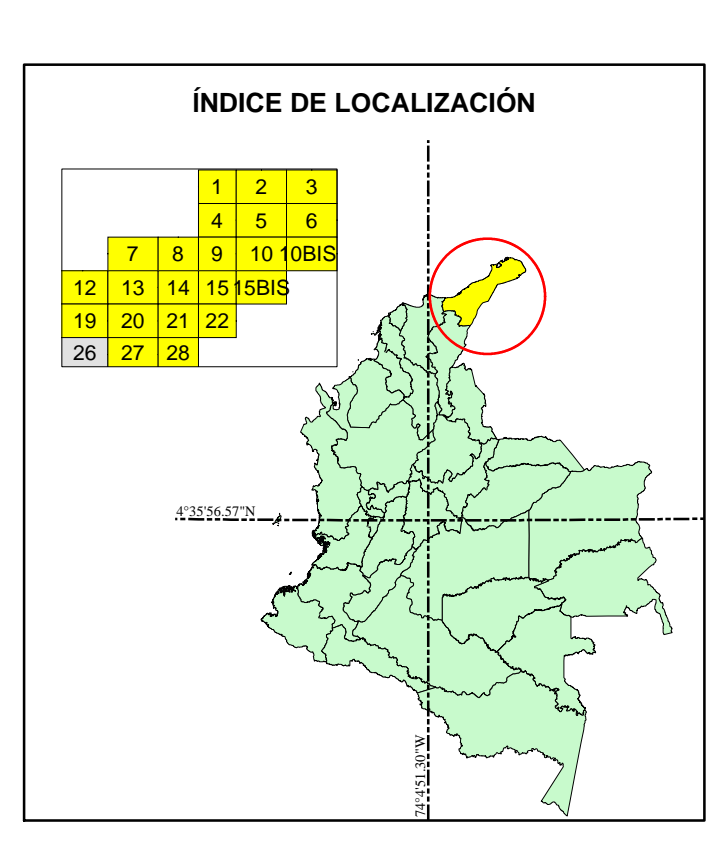 ÍNDICE DE LOCALIZACIÓN
1 2 3
4 5 6
7 8 9 10 10BIS
12 13 14 15 15BIS
19 20 21 22
26 27 28
4°35'56.57"N
74°4'51.30"W